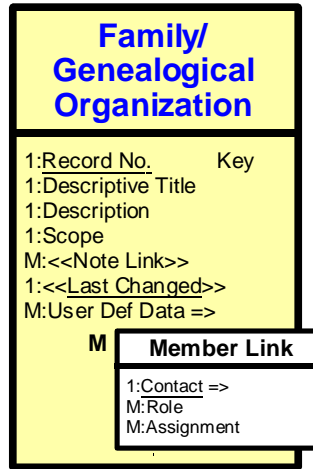 Family/
Genealogical
Organization
1:Record No. Key
1:Descriptive Title
1:Description
1:Scope
M:<<Note Link>>
1:<<Last Changed>>
M:User Def Data =>
M Member Link
1:Contact =>
M:Role
M:Assignment